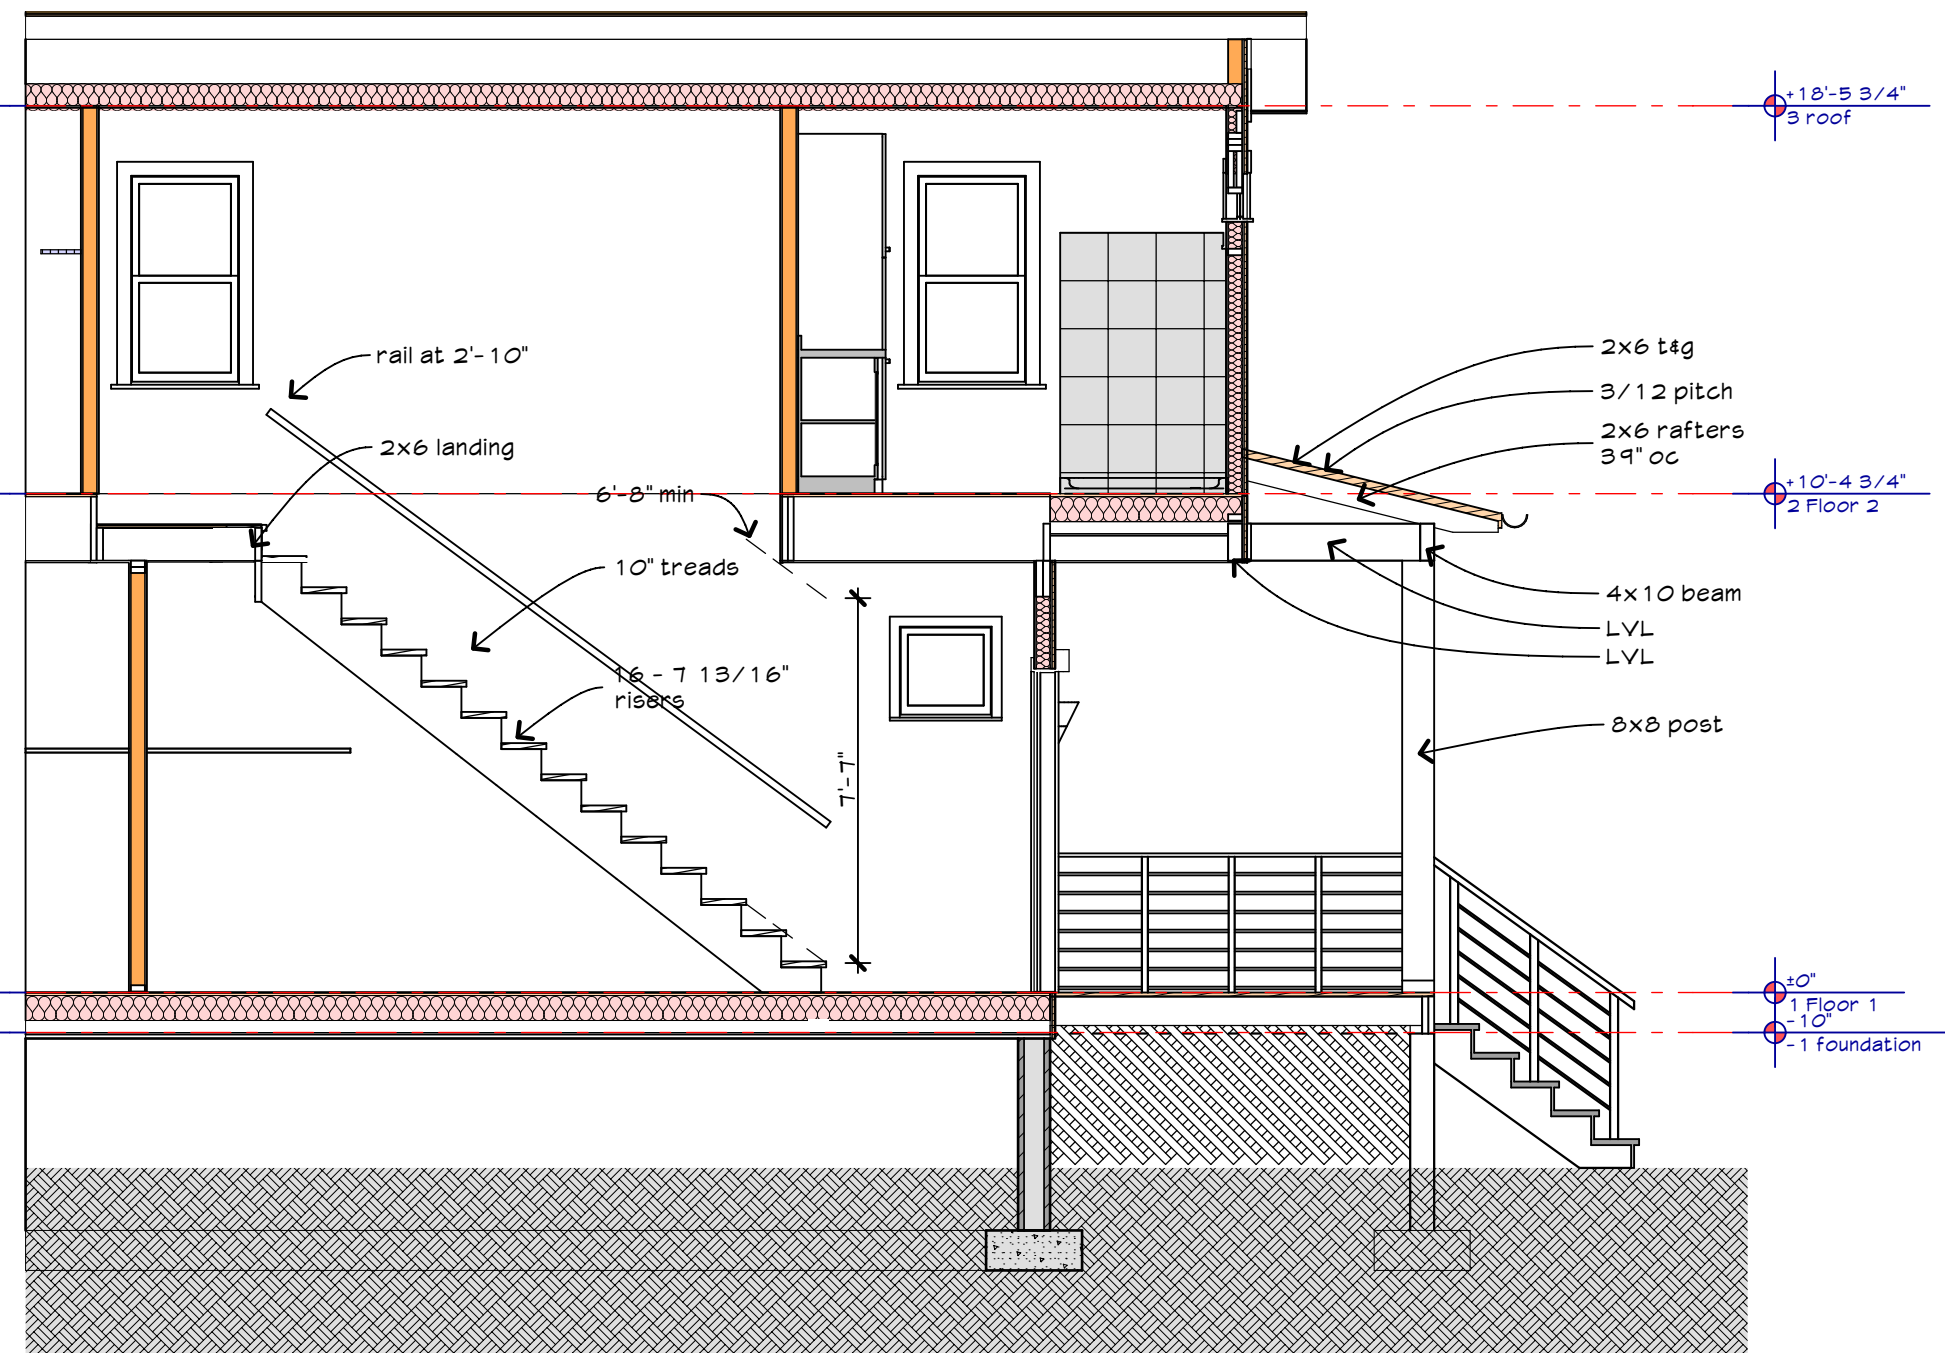 +18'-5 3/4"
3 roof
rail at 2'-10"
2x6 t&g
3/12 pitch
2x6 rafters
39" oc
2x6 landing
6'-8" min
+10'-4 3/4"
2 Floor 2
10" treads
4x10 beam
LVL
LVL
16 - 7 13/16"
risers
8x8 post
7'-7"
±0"
1 Floor 1
-10"
-1 foundation